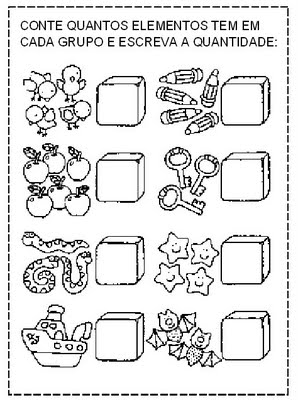 CONTE QUANTOS ELEMENTOS TEM EM
CADA GRUPO E ESCREVA A QUANTIDADE: